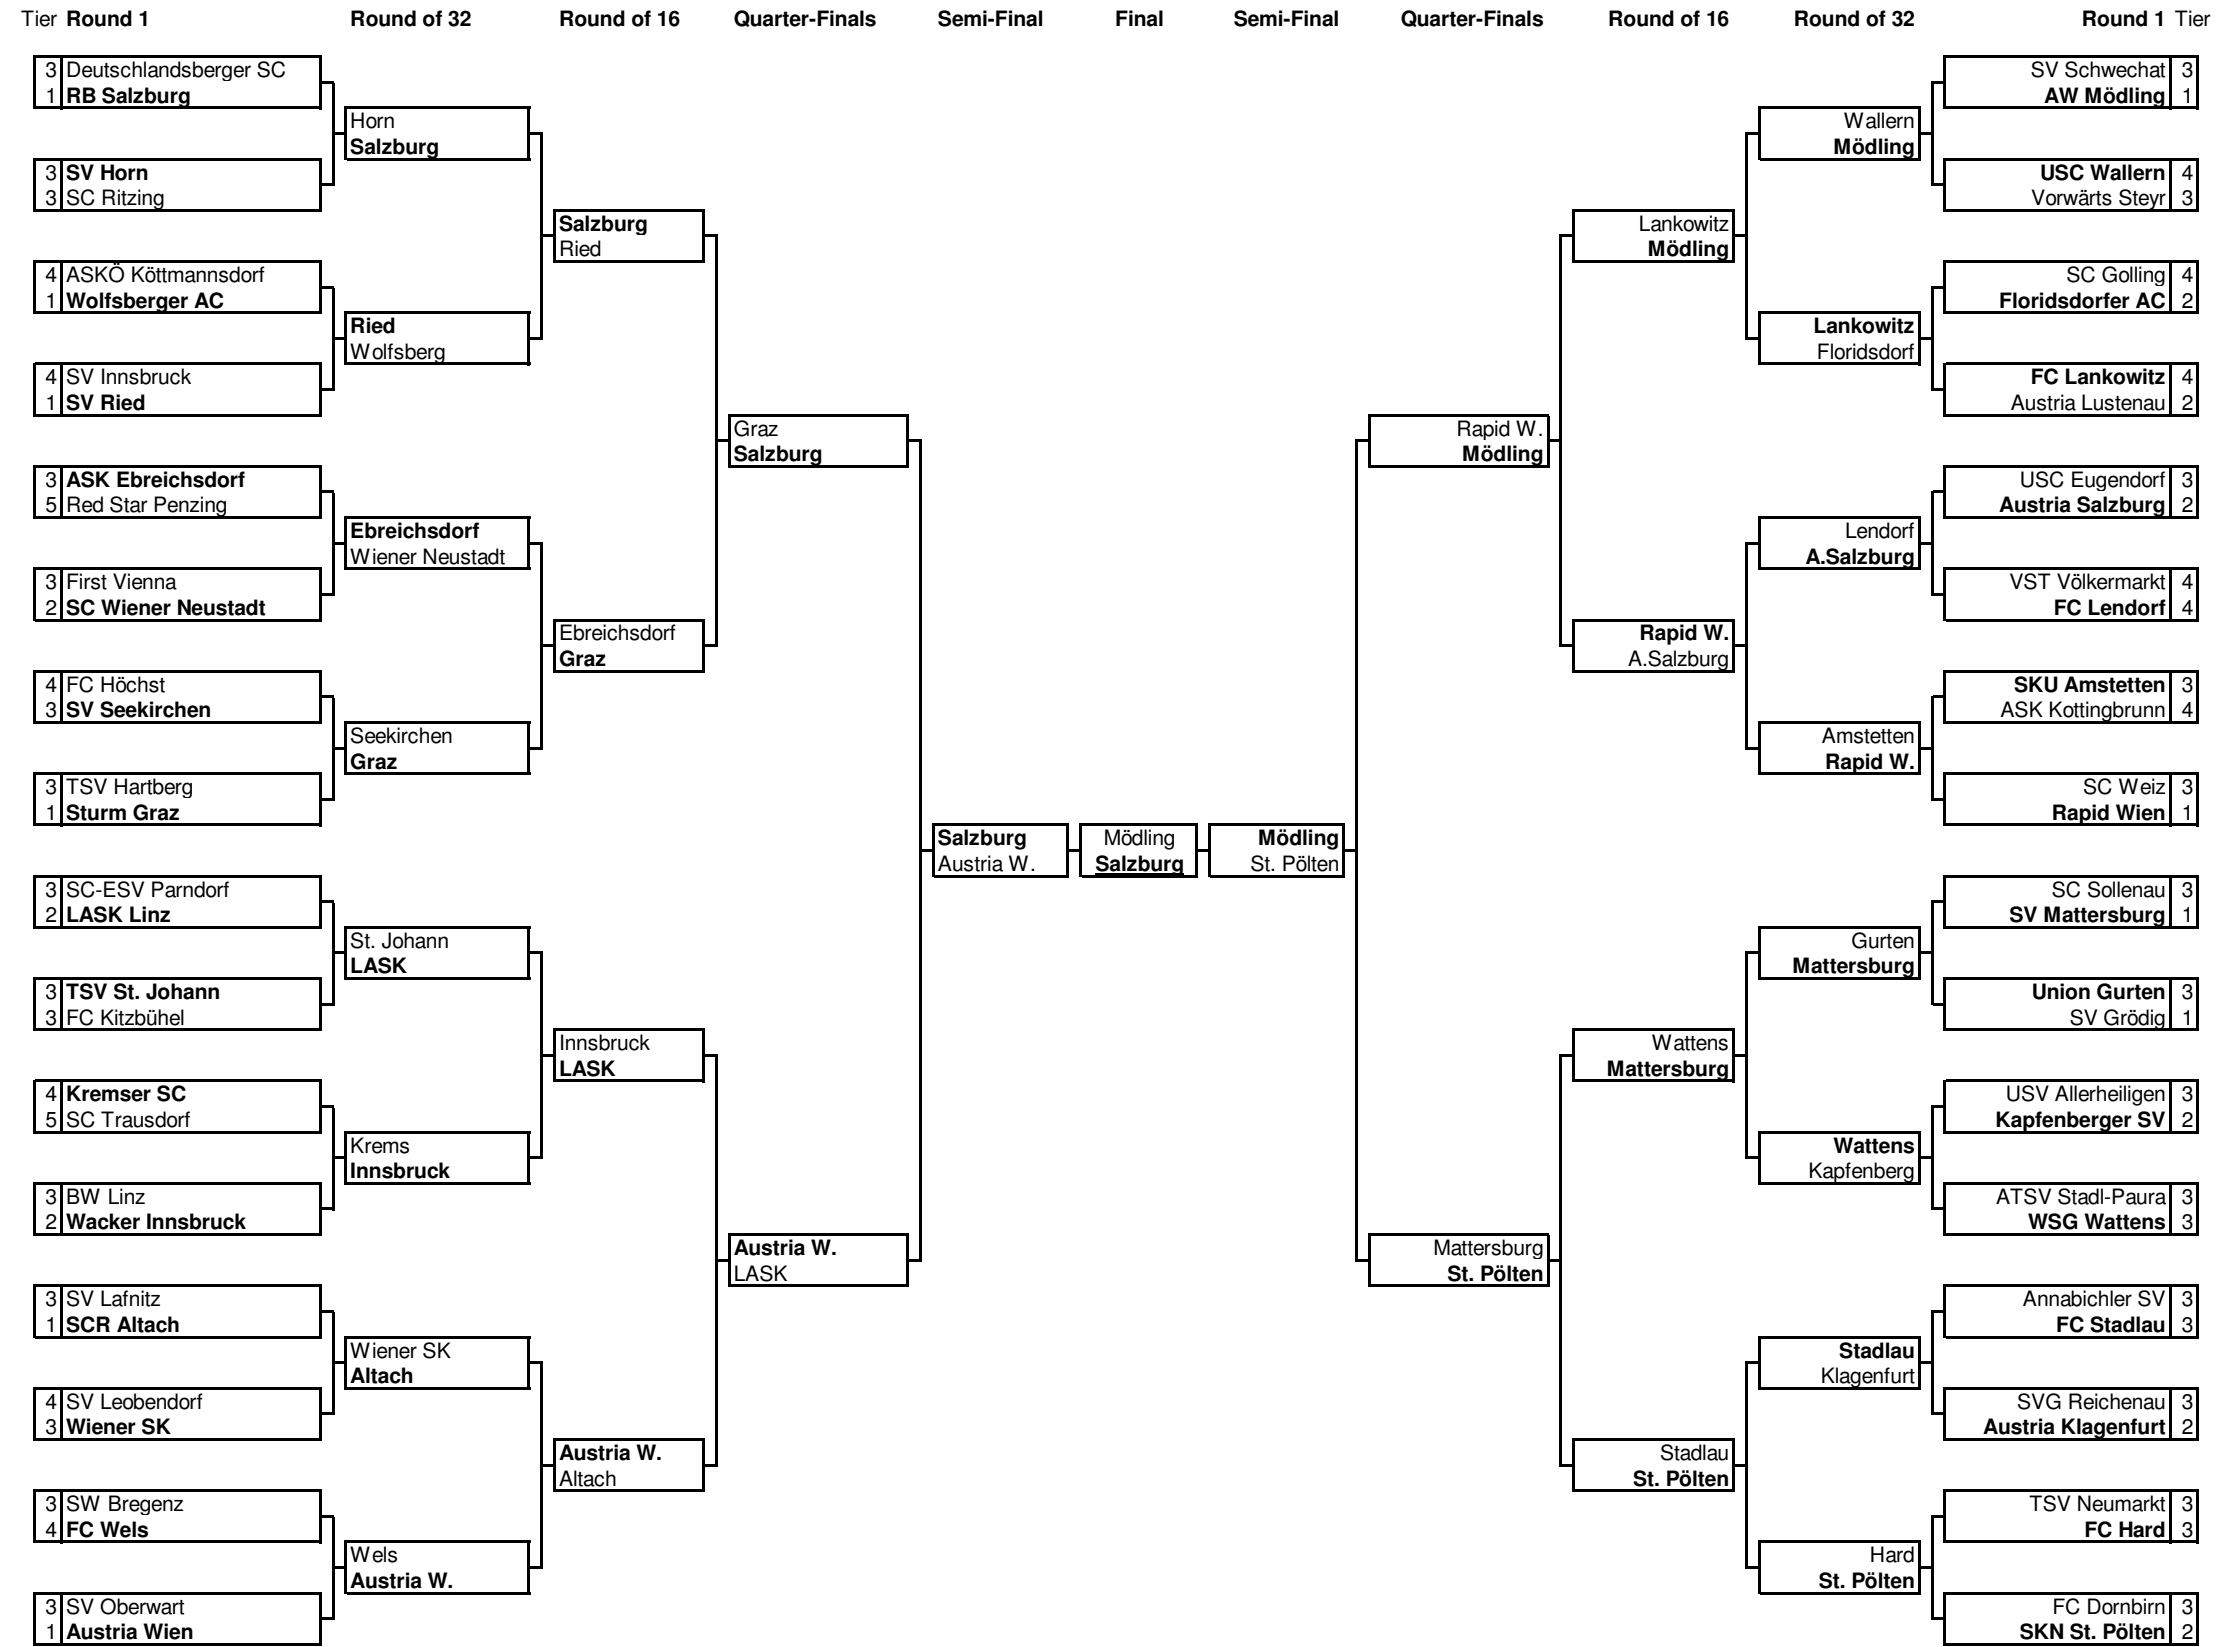 Tier Round 1 Round of 32 Round of 16 Quarter-Finals Semi-Final Final Semi-Final Quarter-Finals Round of 16 Round of 32 Round 1 Tier
3 Deutschlandsberger SC
1 RB Salzburg
3 SV Horn
3 SC Ritzing
4 ASKÖ Köttmannsdorf
1 Wolfsberger AC
4 SV Innsbruck
1 SV Ried
3 ASK Ebreichsdorf
5 Red Star Penzing
3 First Vienna
2 SC Wiener Neustadt
4 FC Höchst
3 SV Seekirchen
3 TSV Hartberg
1 Sturm Graz
3 SC-ESV Parndorf
2 LASK Linz
3 TSV St. Johann
3 FC Kitzbühel
4 Kremser SC
5 SC Trausdorf
3 BW Linz
2 Wacker Innsbruck
3 SV Lafnitz
1 SCR Altach
4 SV Leobendorf
3 Wiener SK
3 SW Bregenz
4 FC Wels
3 SV Oberwart
1 Austria Wien
Horn
Salzburg
Ried
Wolfsberg
Ebreichsdorf
Wiener Neustadt
Seekirchen
Graz
St. Johann
LASK
Krems
Innsbruck
Wiener SK
Altach
Wels
Austria W.
Salzburg
Ried
Ebreichsdorf
Graz
Innsbruck
LASK
Austria W.
Altach
Graz
Salzburg
Austria W.
LASK
Salzburg
Austria W.
Mödling
Salzburg
Mödling
St. Pölten
Rapid W.
Mödling
Mattersburg
St. Pölten
Lankowitz
Mödling
Rapid W.
A.Salzburg
Wattens
Mattersburg
Stadlau
St. Pölten
Wallern
Mödling
Lankowitz
Floridsdorf
Lendorf
A.Salzburg
Amstetten
Rapid W.
Gurten
Mattersburg
Wattens
Kapfenberg
Stadlau
Klagenfurt
Hard
St. Pölten
SV Schwechat 3
AW Mödling 1
USC Wallern 4
Vorwärts Steyr 3
SC Golling 4
Floridsdorfer AC 2
FC Lankowitz 4
Austria Lustenau 2
USC Eugendorf 3
Austria Salzburg 2
VST Völkermarkt 4
FC Lendorf 4
SKU Amstetten 3
ASK Kottingbrunn 4
SC Weiz 3
Rapid Wien 1
SC Sollenau 3
SV Mattersburg 1
Union Gurten 3
SV Grödig 1
USV Allerheiligen 3
Kapfenberger SV 2
ATSV Stadl-Paura 3
WSG Wattens 3
Annabichler SV 3
FC Stadlau 3
SVG Reichenau 3
Austria Klagenfurt 2
TSV Neumarkt 3
FC Hard 3
FC Dornbirn 3
SKN St. Pölten 2